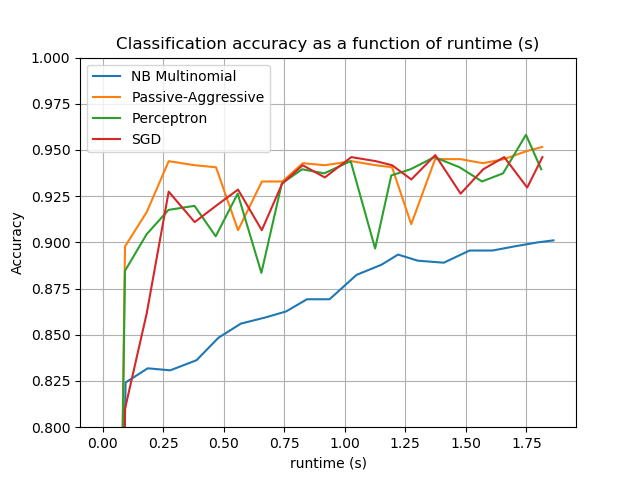 Classification accuracy as a function of runtime (s)
1.000
0.975
0.950
0.925
0.900
0.875
0.850
0.825
0.800
Accuracy
NB Multinomial
Passive-Aggressive
Perceptron
SGD
0.00 0.25 0.50 0.75 1.00 1.25 1.50 1.75
runtime (s)